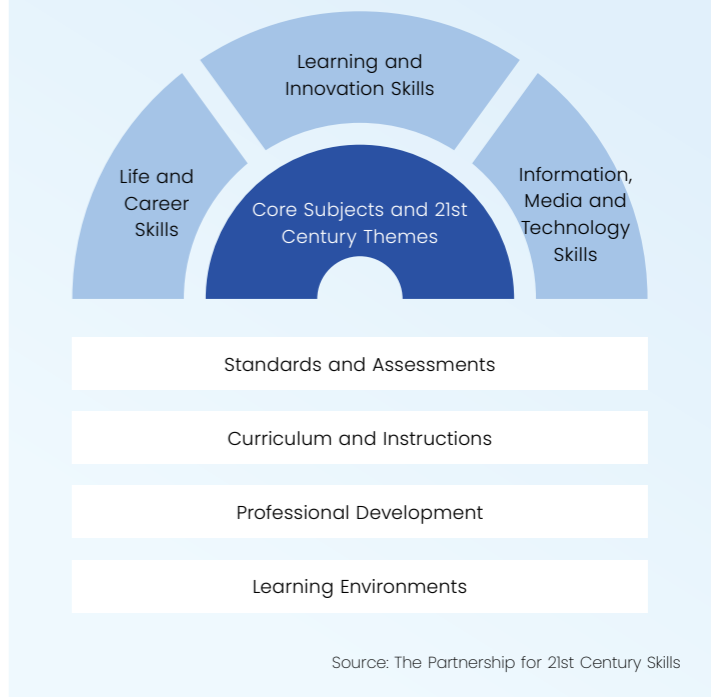 Learning and
Innovation Skills
Life and
Career
Skills
Core Subjects and 21st
Century Themes
Information,
Media and
Technology
Skills
Standards and Assessments
Curriculum and Instructions
Professional Development
Learning Environments
Source: The Partnership for 21st Century Skills